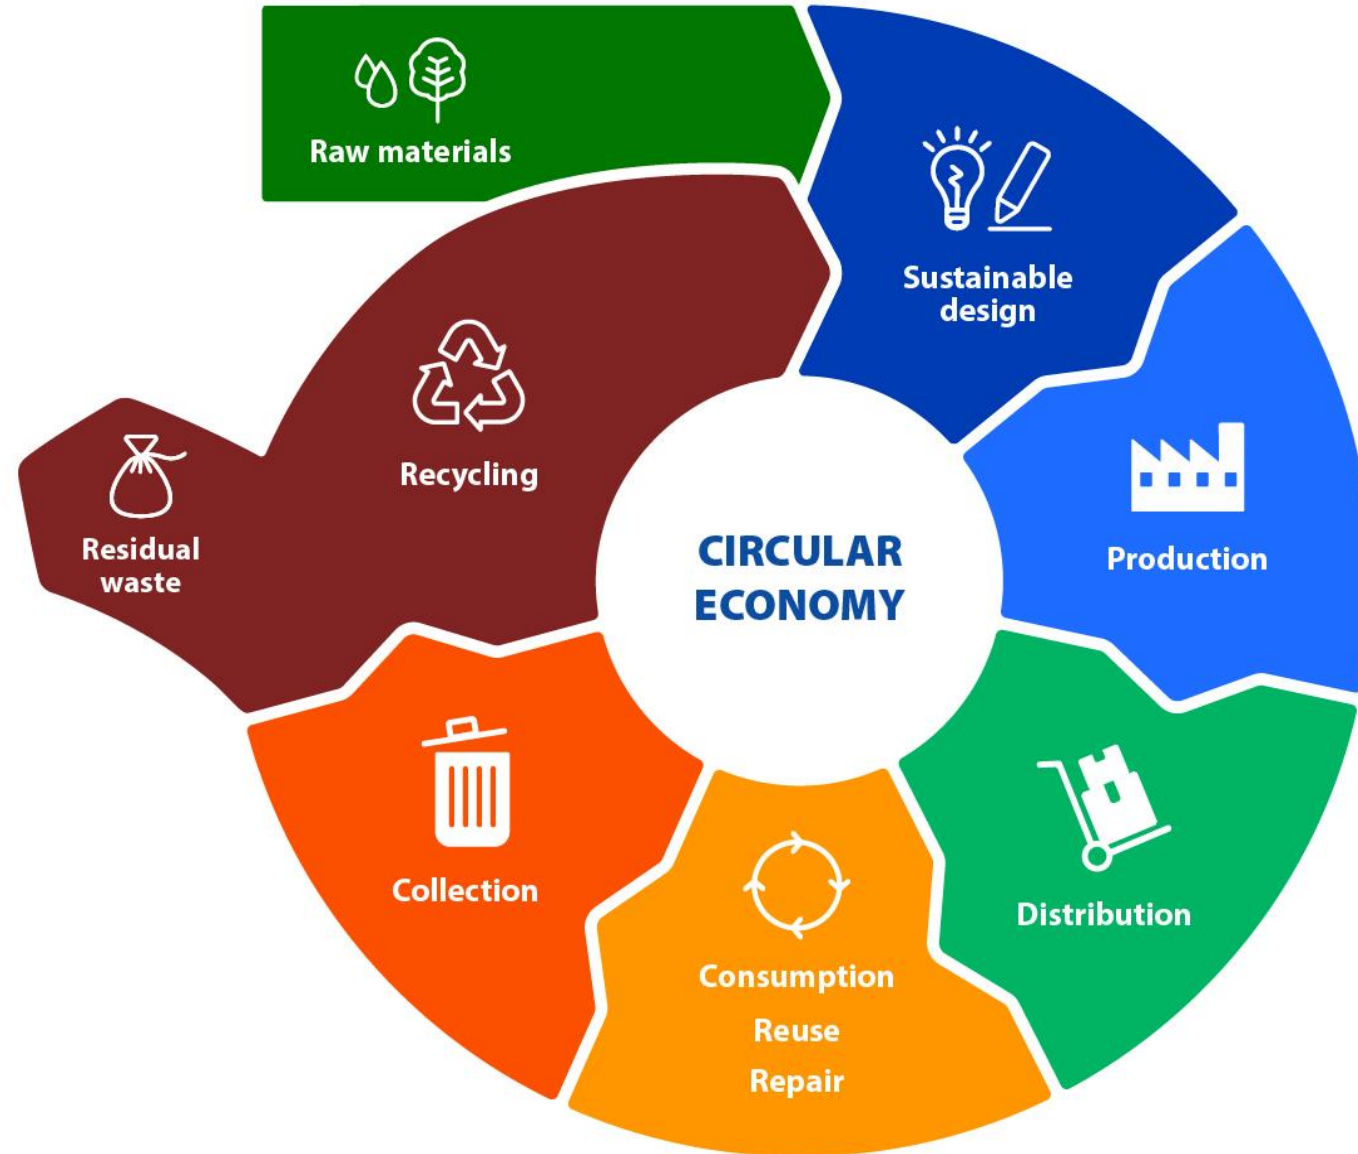 Raw materials
Sustainable
design
Production
Distribution
Consumption
Reuse
Repair
Collection
Recycling
Residual
waste
CIRCULAR
ECONOMY